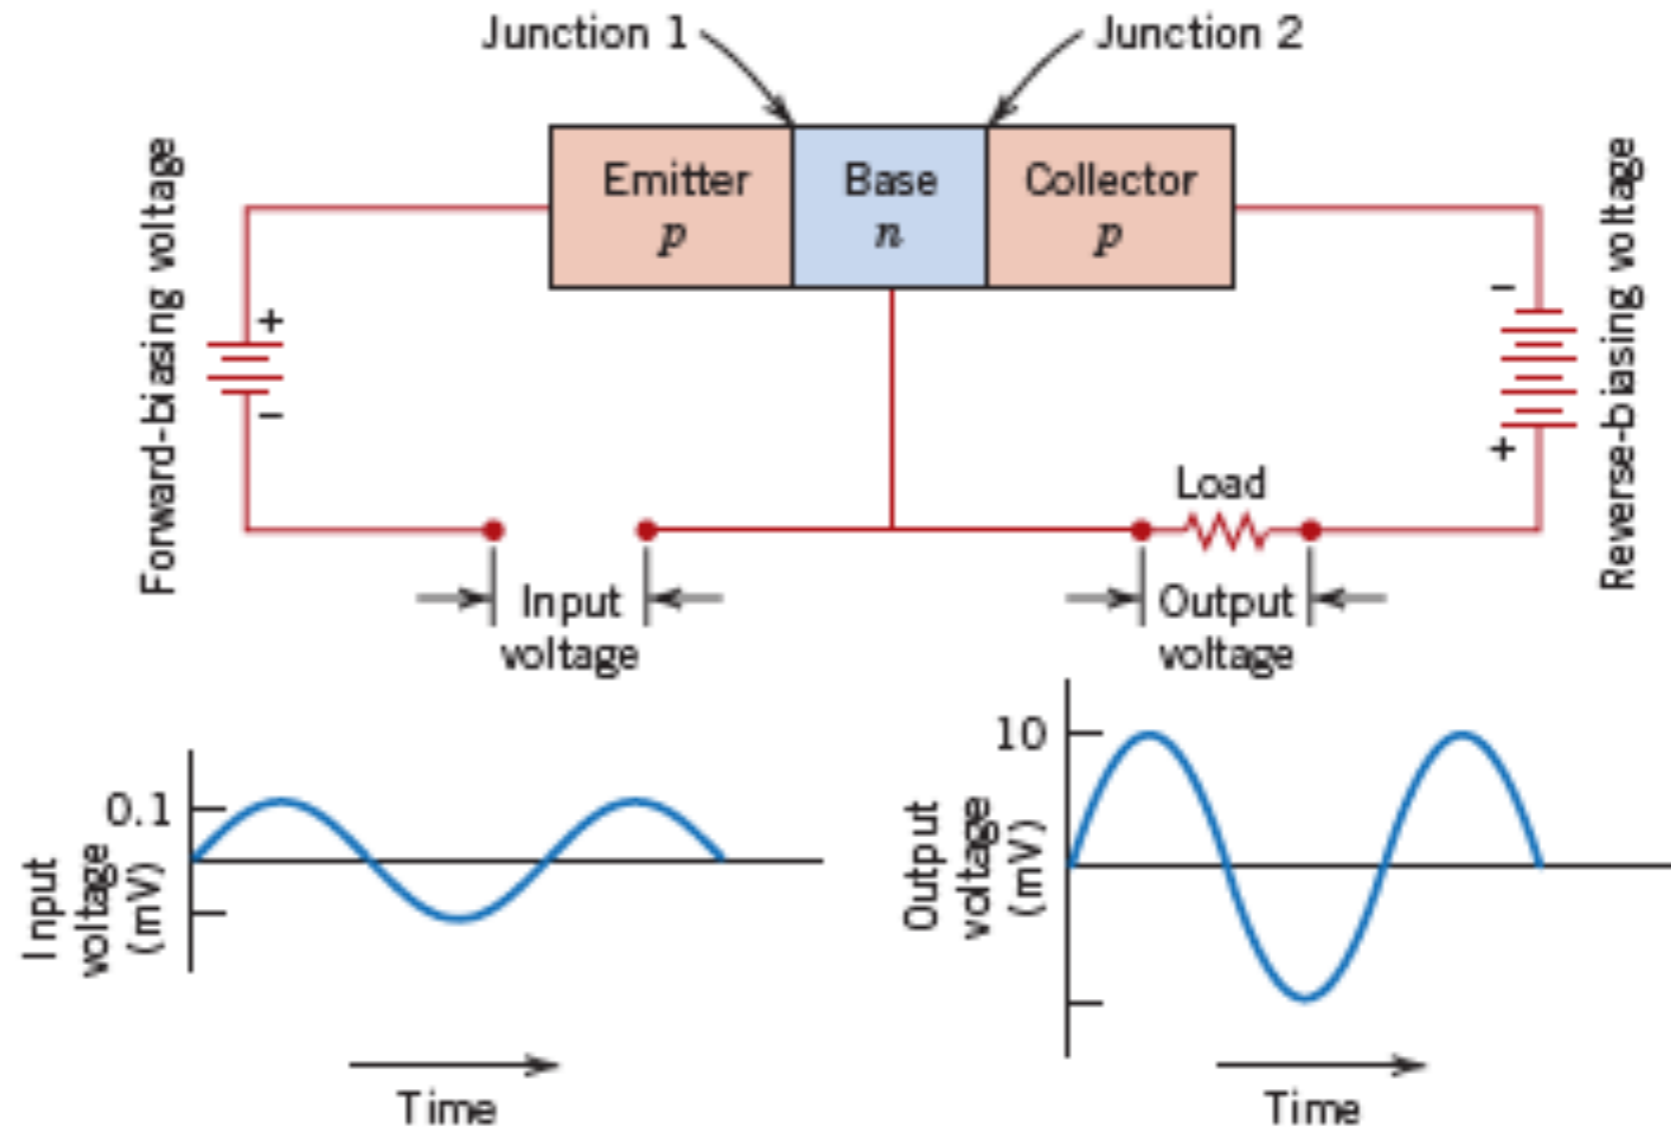 Junction 1
Junction 2
Emitter
p
Base
n
Collector
p
Forward-biasing voltage
+
−
Reverse-biasing voltage
−
+
Load
Input
voltage
Output
voltage
Input
voltage
(mV)
0.1
Time
Output
voltage
(mV)
10
Time